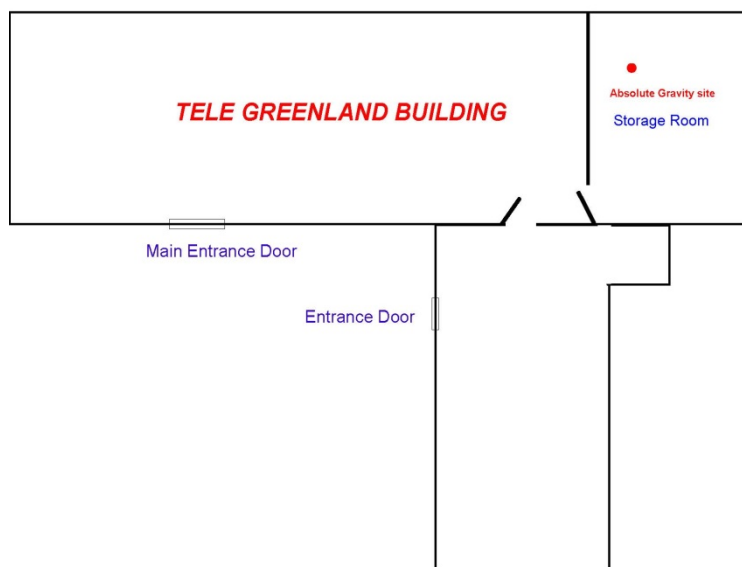 TELE GREENLAND BUILDING
Absolute Gravity site
Storage Room
Main Entrance Door
Entrance Door